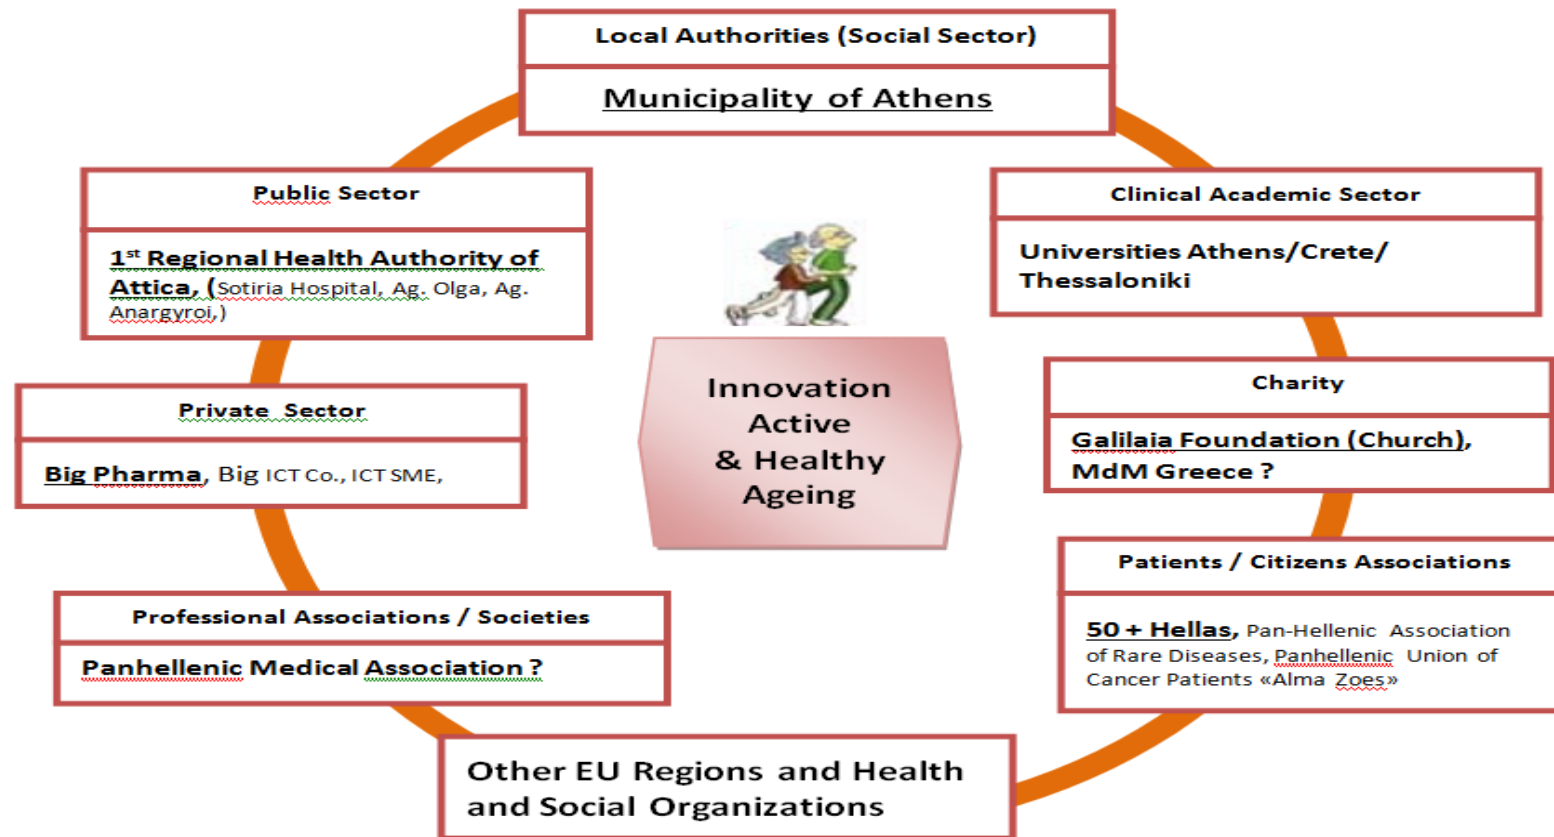 Local Authorities (Social Sector)
Municipality of Athens
Public Sector
1st Regional Health Authority of
Attica, (Sotiria Hospital, Ag. Olga, Ag.
Anargyroi,)
Clinical Academic Sector
Universities Athens/Crete/
Thessaloniki
Innovation
Active
& Healthy
Ageing
Private Sector
Big Pharma, Big ICT Co., ICT SME,
Charity
Galilaia Foundation (Church),
MdM Greece ?
Professional Associations / Societies
Panhellenic Medical Association ?
Patients / Citizens Associations
50 + Hellas, Pan-Hellenic Association
of Rare Diseases, Panhellenic Union of
Cancer Patients «Alma Zoes»
Other EU Regions and Health
and Social Organizations